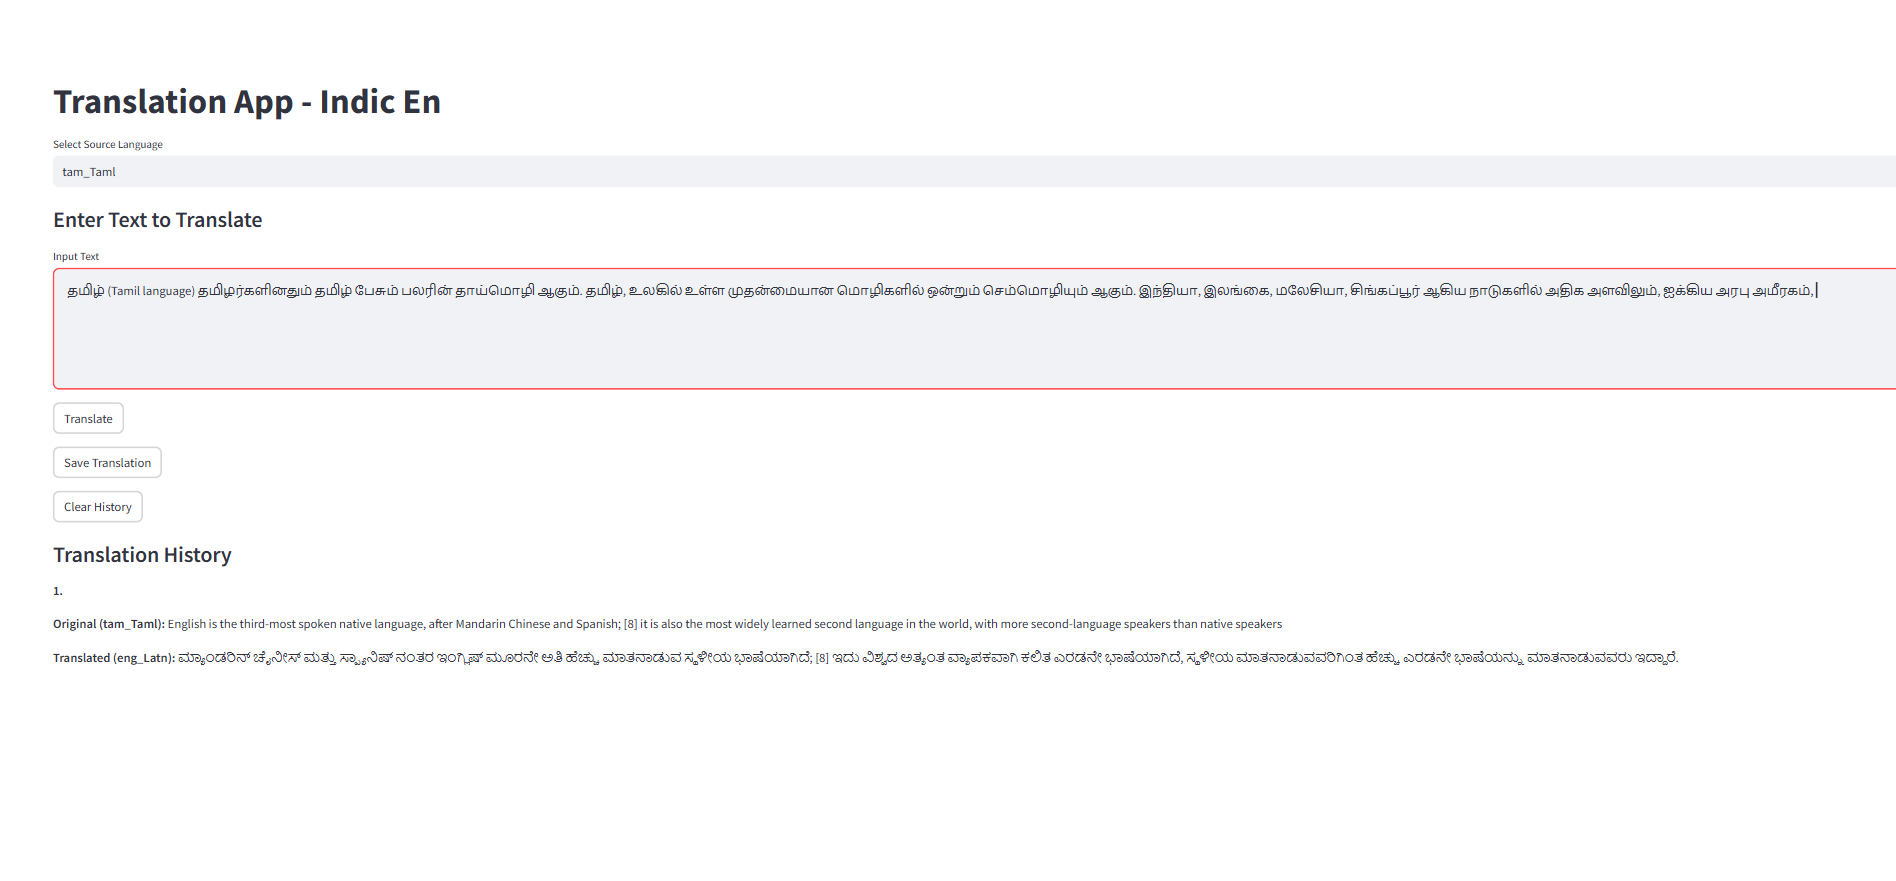 Translation App - Indic En
Select Source Language
tam_Taml
Enter Text to Translate
Input Text
தமிழ் (Tamil language) தமிழர்களினதும் தமிழ் பேசும் பலரின் தாய்மொழி ஆகும். தமிழ், உலகில் உள்ள முதன்மையான மொழிகளில் ஒன்றும் செம்மொழியும் ஆகும். இந்தியா, இலங்கை, மலேசியா, சிங்கப்பூர் ஆகிய நாடுகளில் அதிக அளவிலும், ஐக்கிய அரபு அமீரகம்,
Translate
Save Translation
Clear History
Translation History
1.
Original (tam_Taml): English is the third-most spoken native language, after Mandarin Chinese and Spanish; [8] it is also the most widely learned second language in the world, with more second-language speakers than native speakers
Translated (eng_Latn): ಮ್ಯಾಂಡರಿನ್ ಚೈನೀಸ್ ಮತ್ತು ಸ್ಪ್ಯಾನಿಷ್ ನಂತರ ಇಂಗ್ಲಿಷ್ ಮೂರನೇ ಅತಿ ಹೆಚ್ಚು ಮಾತನಾಡುವ ಸ್ಥಳೀಯ ಭಾಷೆಯಾಗಿದೆ; [8] ಇದು ವಿಶ್ವದ ಅತ್ಯಂತ ವ್ಯಾಪಕವಾಗಿ ಕಲಿತ ಎರಡನೇ ಭಾಷೆಯಾಗಿದೆ, ಸ್ಥಳೀಯ ಮಾತನಾಡುವವರಿಗಿಂತ ಹೆಚ್ಚು ಎರಡನೇ ಭಾಷೆಯನ್ನು ಮಾತನಾಡುವವರು ಇದ್ದಾರೆ.